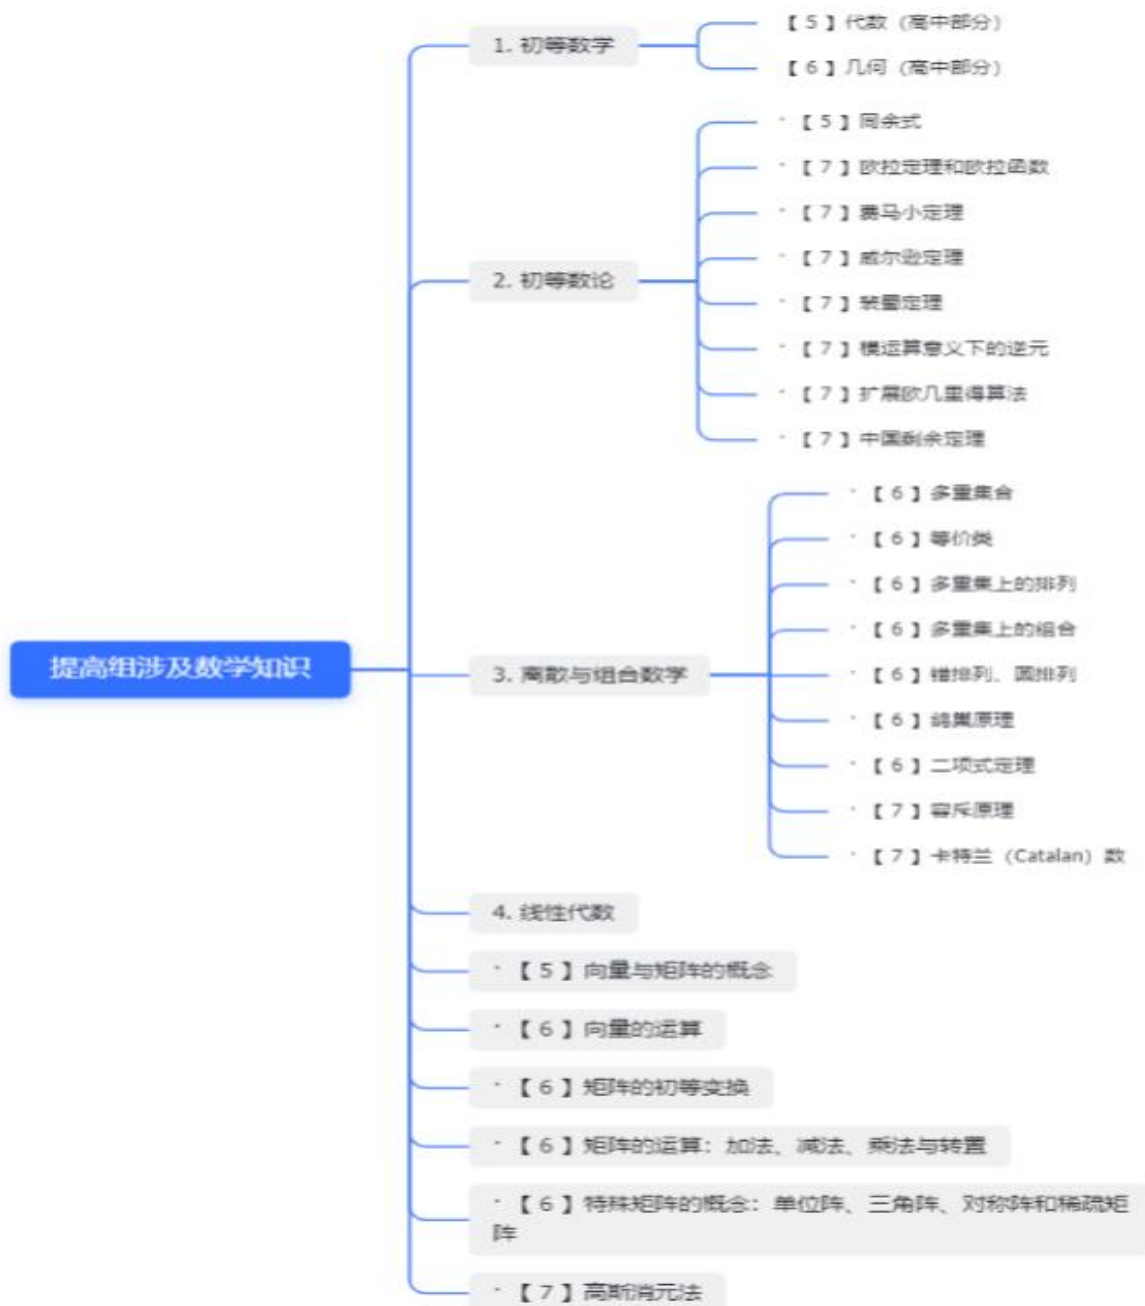 提高组涉及数学知识
1. 初等数学
【5】代数（高中部分）
【6】几何（高中部分）
2. 初等数论
·【5】同余式
·【7】欧拉定理和欧拉函数
·【7】费马小定理
·【7】威尔逊定理
·【7】裴蜀定理
·【7】模运算意义下的逆元
·【7】扩展欧几里得算法
·【7】中国剩余定理
3. 离散与组合数学
·【6】多重集合
·【6】等价类
·【6】多重集上的排列
·【6】多重集上的组合
·【6】错排列、圆排列
·【6】鸽巢原理
·【6】二项式定理
·【7】容斥原理
·【7】卡特兰（Catalan）数
4. 线性代数
·【5】向量与矩阵的概念
·【6】向量的运算
·【6】矩阵的初等变换
·【6】矩阵的运算：加法、减法、乘法与转置
·【6】特殊矩阵的概念：单位阵、三角阵、对称阵和稀疏矩
阵
·【7】高斯消元法